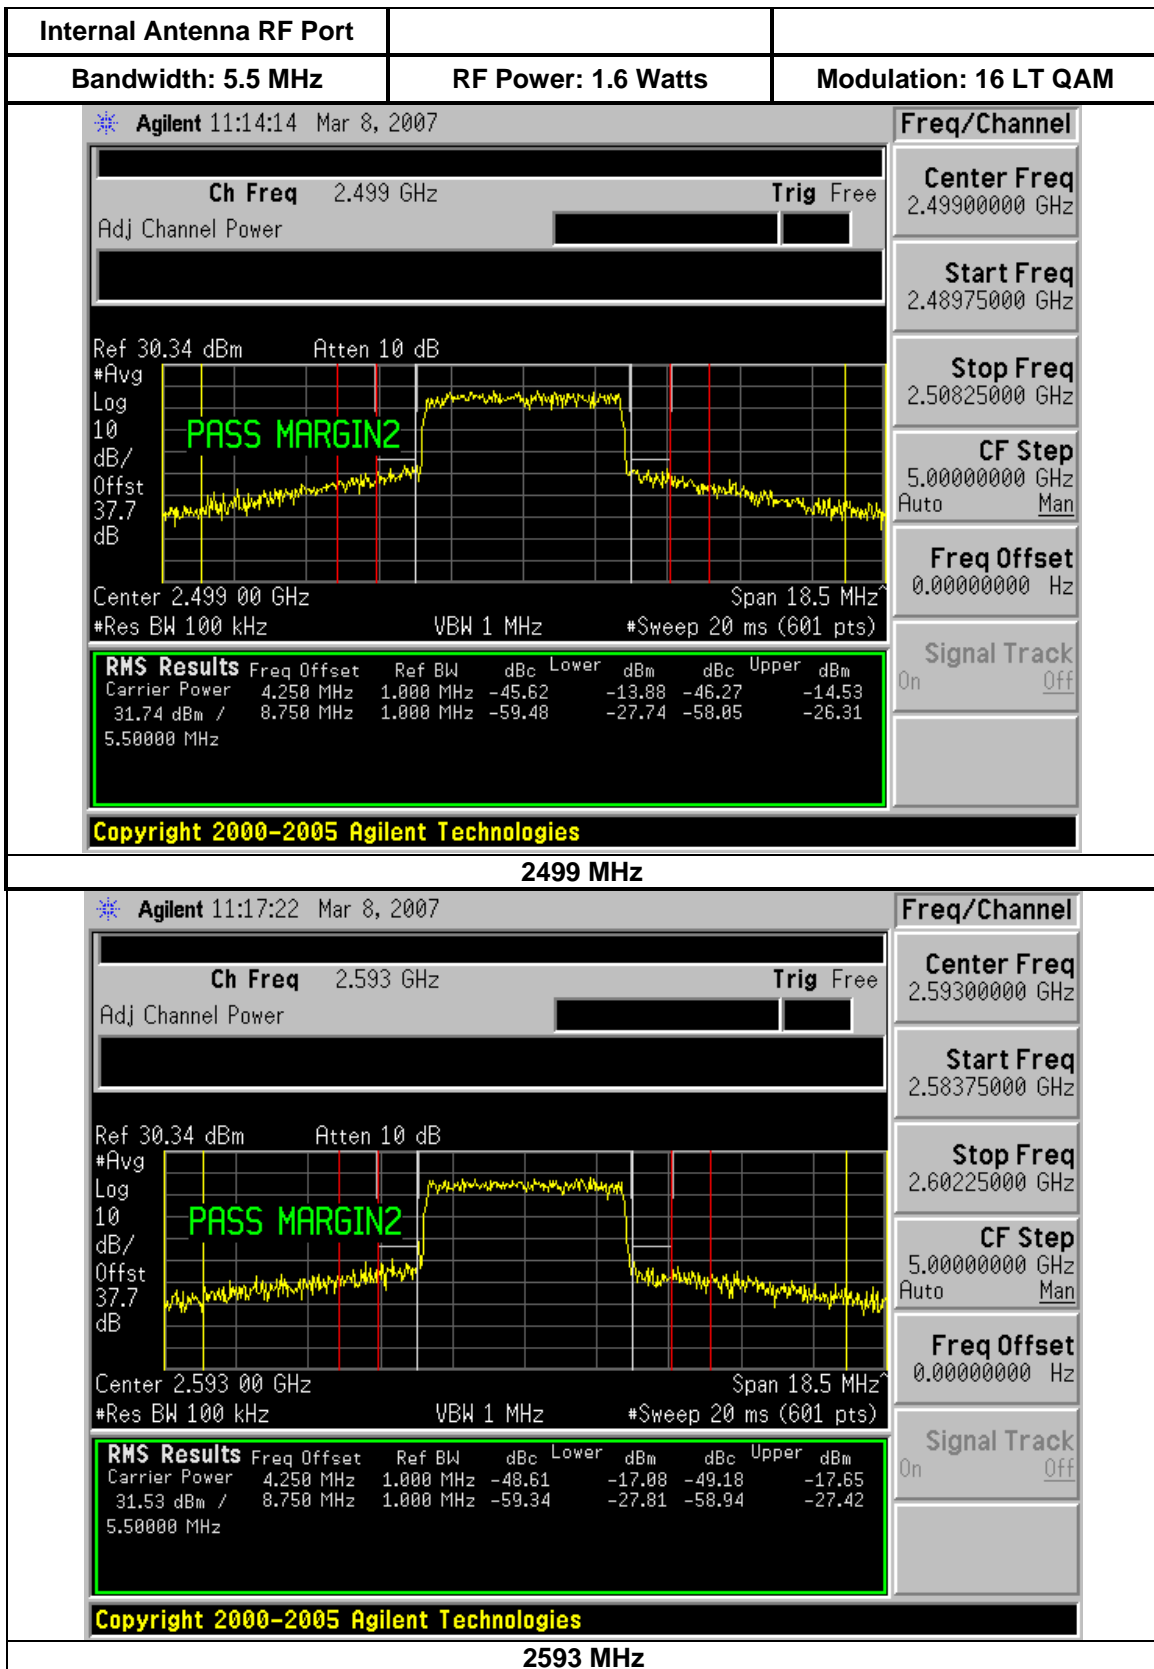 Internal Antenna RF Port
Bandwidth: 5.5 MHz RF Power: 1.6 Watts Modulation: 16 LT QAM
Agilent 11:14:14 Mar 8, 2007 Freq/Channel
Ch Freq 2.499 GHz Trig Free
Adj Channel Power
Center Freq
2.49900000 GHz
Start Freq
2.48975000 GHz
Stop Freq
2.50825000 GHz
CF Step
5.00000000 GHz
Auto Man
Freq Offset
0.00000000 Hz
Signal Track
On Off
Ref 30.34 dBm Atten 10 dB
#Avg
Log
10
dB/
Offst
37.7
dB
PASS MARGIN2
Center 2.499 00 GHz Span 18.5 MHz^
#Res BW 100 kHz VBW 1 MHz #Sweep 20 ms (601 pts)
RMS Results Freq Offset Ref BW dBc Lower dBm dBc Upper dBm
Carrier Power 4.250 MHz 1.000 MHz -45.62 -13.88 -46.27 -14.53
31.74 dBm / 8.750 MHz 1.000 MHz -59.48 -27.74 -58.05 -26.31
5.50000 MHz
Copyright 2000-2005 Agilent Technologies
2499 MHz
Agilent 11:17:22 Mar 8, 2007 Freq/Channel
Ch Freq 2.593 GHz Trig Free
Adj Channel Power
Center Freq
2.59300000 GHz
Start Freq
2.58375000 GHz
Stop Freq
2.60225000 GHz
CF Step
5.00000000 GHz
Auto Man
Freq Offset
0.00000000 Hz
Signal Track
On Off
Ref 30.34 dBm Atten 10 dB
#Avg
Log
10
dB/
Offst
37.7
dB
PASS MARGIN2
Center 2.593 00 GHz Span 18.5 MHz^
#Res BW 100 kHz VBW 1 MHz #Sweep 20 ms (601 pts)
RMS Results Freq Offset Ref BW dBc Lower dBm dBc Upper dBm
Carrier Power 4.250 MHz 1.000 MHz -48.61 -17.08 -49.18 -17.65
31.53 dBm / 8.750 MHz 1.000 MHz -59.34 -27.81 -58.94 -27.42
5.50000 MHz
Copyright 2000-2005 Agilent Technologies
2593 MHz